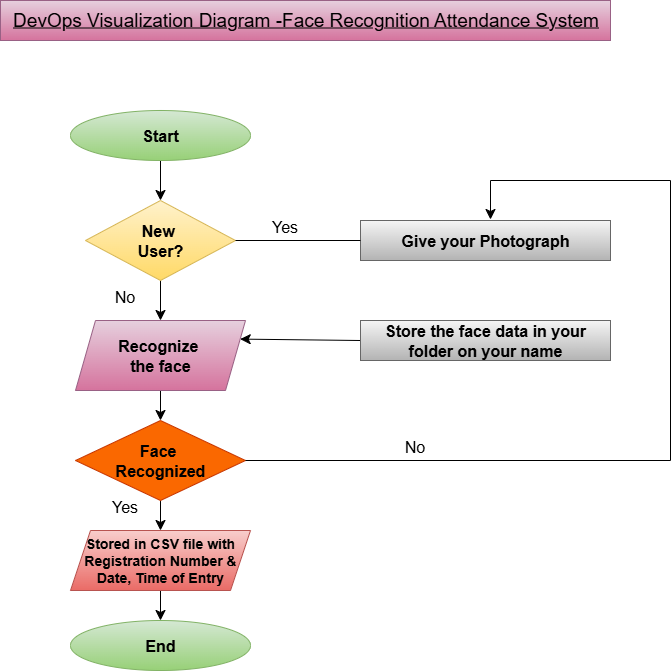 DevOps Visualization Diagram -Face Recognition Attendance System
Start
New
User?
Yes
Give your Photograph
No
Recognize
the face
Store the face data in your
folder on your name
Face
Recognized
No
Yes
Stored in CSV file with
Registration Number &
Date, Time of Entry
End